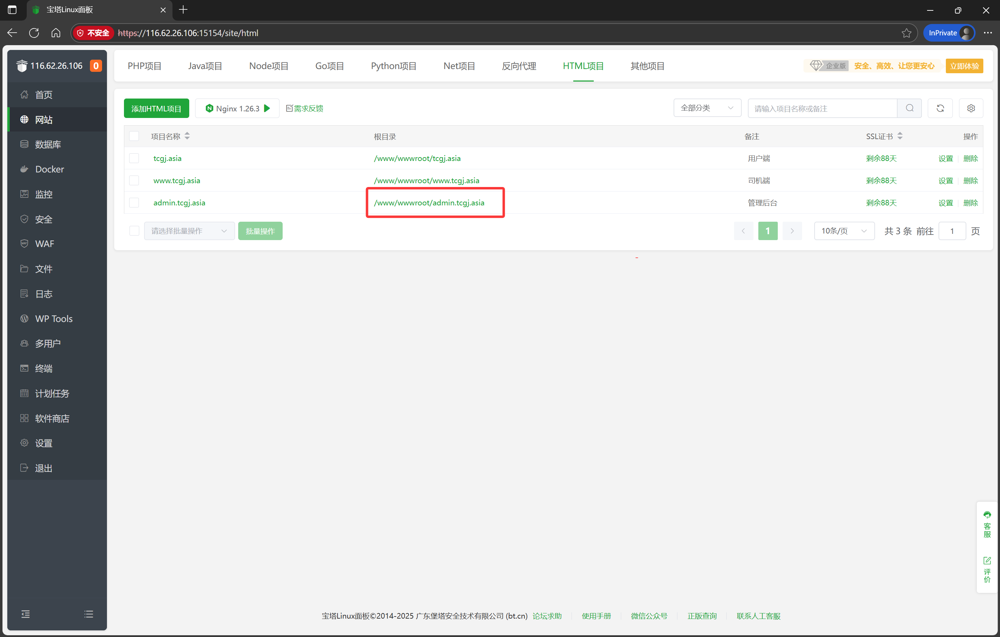 宝塔Linux面板
不安全 https://116.62.26.106:15154/site/html
InPrivate
116.62.26.106 0
首页
网站
数据库
Docker
监控
安全
WAF
文件
日志
WP Tools
多用户
终端
计划任务
软件商店
设置
退出
PHP项目 Java项目 Node项目 Go项目 Python项目 Net项目 反向代理 HTML项目 其他项目
企业版 安全、高效、让您更安心 立即体验
添加HTML项目 Nginx 1.26.3 需求反馈 全部分类 请输入项目名称或备注
项目名称 根目录 备注 SSL证书 操作
tcgj.asia /www/wwwroot/tcgj.asia 用户端 剩余88天 设置 删除
www.tcgj.asia /www/wwwroot/www.tcgj.asia 司机端 剩余88天 设置 删除
admin.tcgj.asia /www/wwwroot/admin.tcgj.asia 管理后台 剩余88天 设置 删除
请选择批量操作 批量操作 1 10条/页 共 3 条 前往 1 页
客服
评价
宝塔Linux面板©2014-2025 广东堡塔安全技术有限公司 (bt.cn) 论坛求助 使用手册 微信公众号 正版查询 联系人工客服